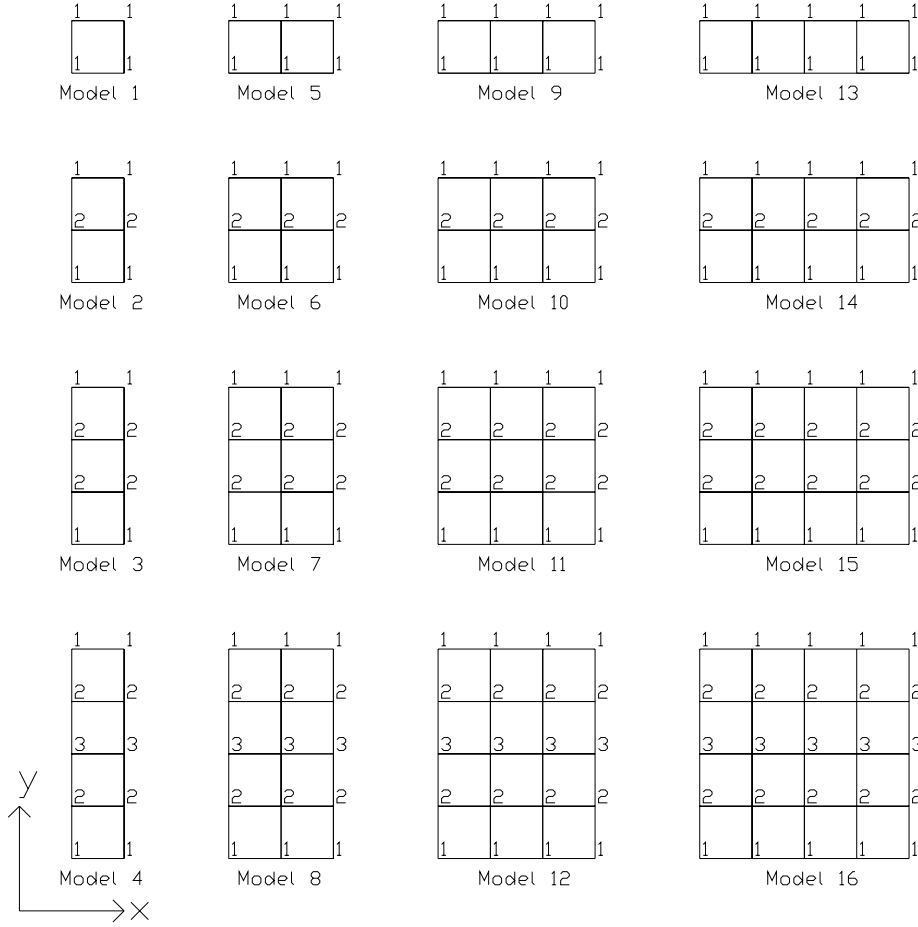 1 1 1 1 1 1 1 1 1 1 1 1 1 1
1 1 1 1 1 1 1 1 1 1 1 1 1 1
Model 1 Model 5 Model 9 Model 13
1 1 1 1 1 1 1 1 1 1 1 1 1 1
2 2 2 2 2 2 2 2 2 2 2 2 2 2
1 1 1 1 1 1 1 1 1 1 1 1 1 1
Model 2 Model 6 Model 10 Model 14
1 1 1 1 1 1 1 1 1 1 1 1 1 1
2 2 2 2 2 2 2 2 2 2 2 2 2 2
2 2 2 2 2 2 2 2 2 2 2 2 2 2
1 1 1 1 1 1 1 1 1 1 1 1 1 1
Model 3 Model 7 Model 11 Model 15
1 1 1 1 1 1 1 1 1 1 1 1 1 1
2 2 2 2 2 2 2 2 2 2 2 2 2 2
3 3 3 3 3 3 3 3 3 3 3 3 3 3
y
2 2 2 2 2 2 2 2 2 2 2 2 2 2
1 1 1 1 1 1 1 1 1 1 1 1 1 1
Model 4 Model 8 Model 12 Model 16
x